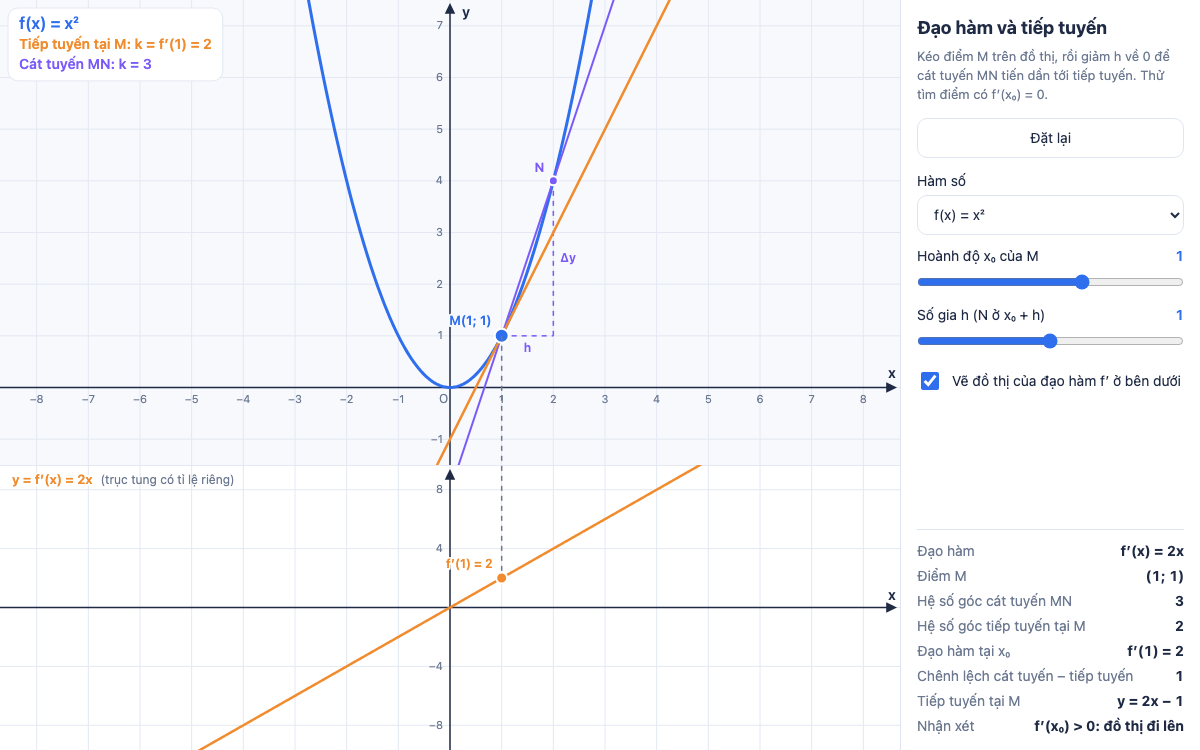 f(x) = x²
Tiếp tuyến tại M: k = f′(1) = 2
Cát tuyến MN: k = 3
y
7
6
5
4
3
2
1
−1
N
Δy
M(1; 1)
h
x
−8 −7 −6 −5 −4 −3 −2 −1 O 1 2 3 4 5 6 7 8
y = f′(x) = 2x (trục tung có tỉ lệ riêng)
8
4
f′(1) = 2
x
−4
−8
Đạo hàm và tiếp tuyến
Kéo điểm M trên đồ thị, rồi giảm h về 0 để
cát tuyến MN tiến dần tới tiếp tuyến. Thử
tìm điểm có f′(x₀) = 0.
Đặt lại
Hàm số
f(x) = x²
Hoành độ x₀ của M 1
Số gia h (N ở x₀ + h) 1
Vẽ đồ thị của đạo hàm f′ ở bên dưới
Đạo hàm f′(x) = 2x
Điểm M (1; 1)
Hệ số góc cát tuyến MN 3
Hệ số góc tiếp tuyến tại M 2
Đạo hàm tại x₀ f′(1) = 2
Chênh lệch cát tuyến – tiếp tuyến 1
Tiếp tuyến tại M y = 2x − 1
Nhận xét f′(x₀) > 0: đồ thị đi lên